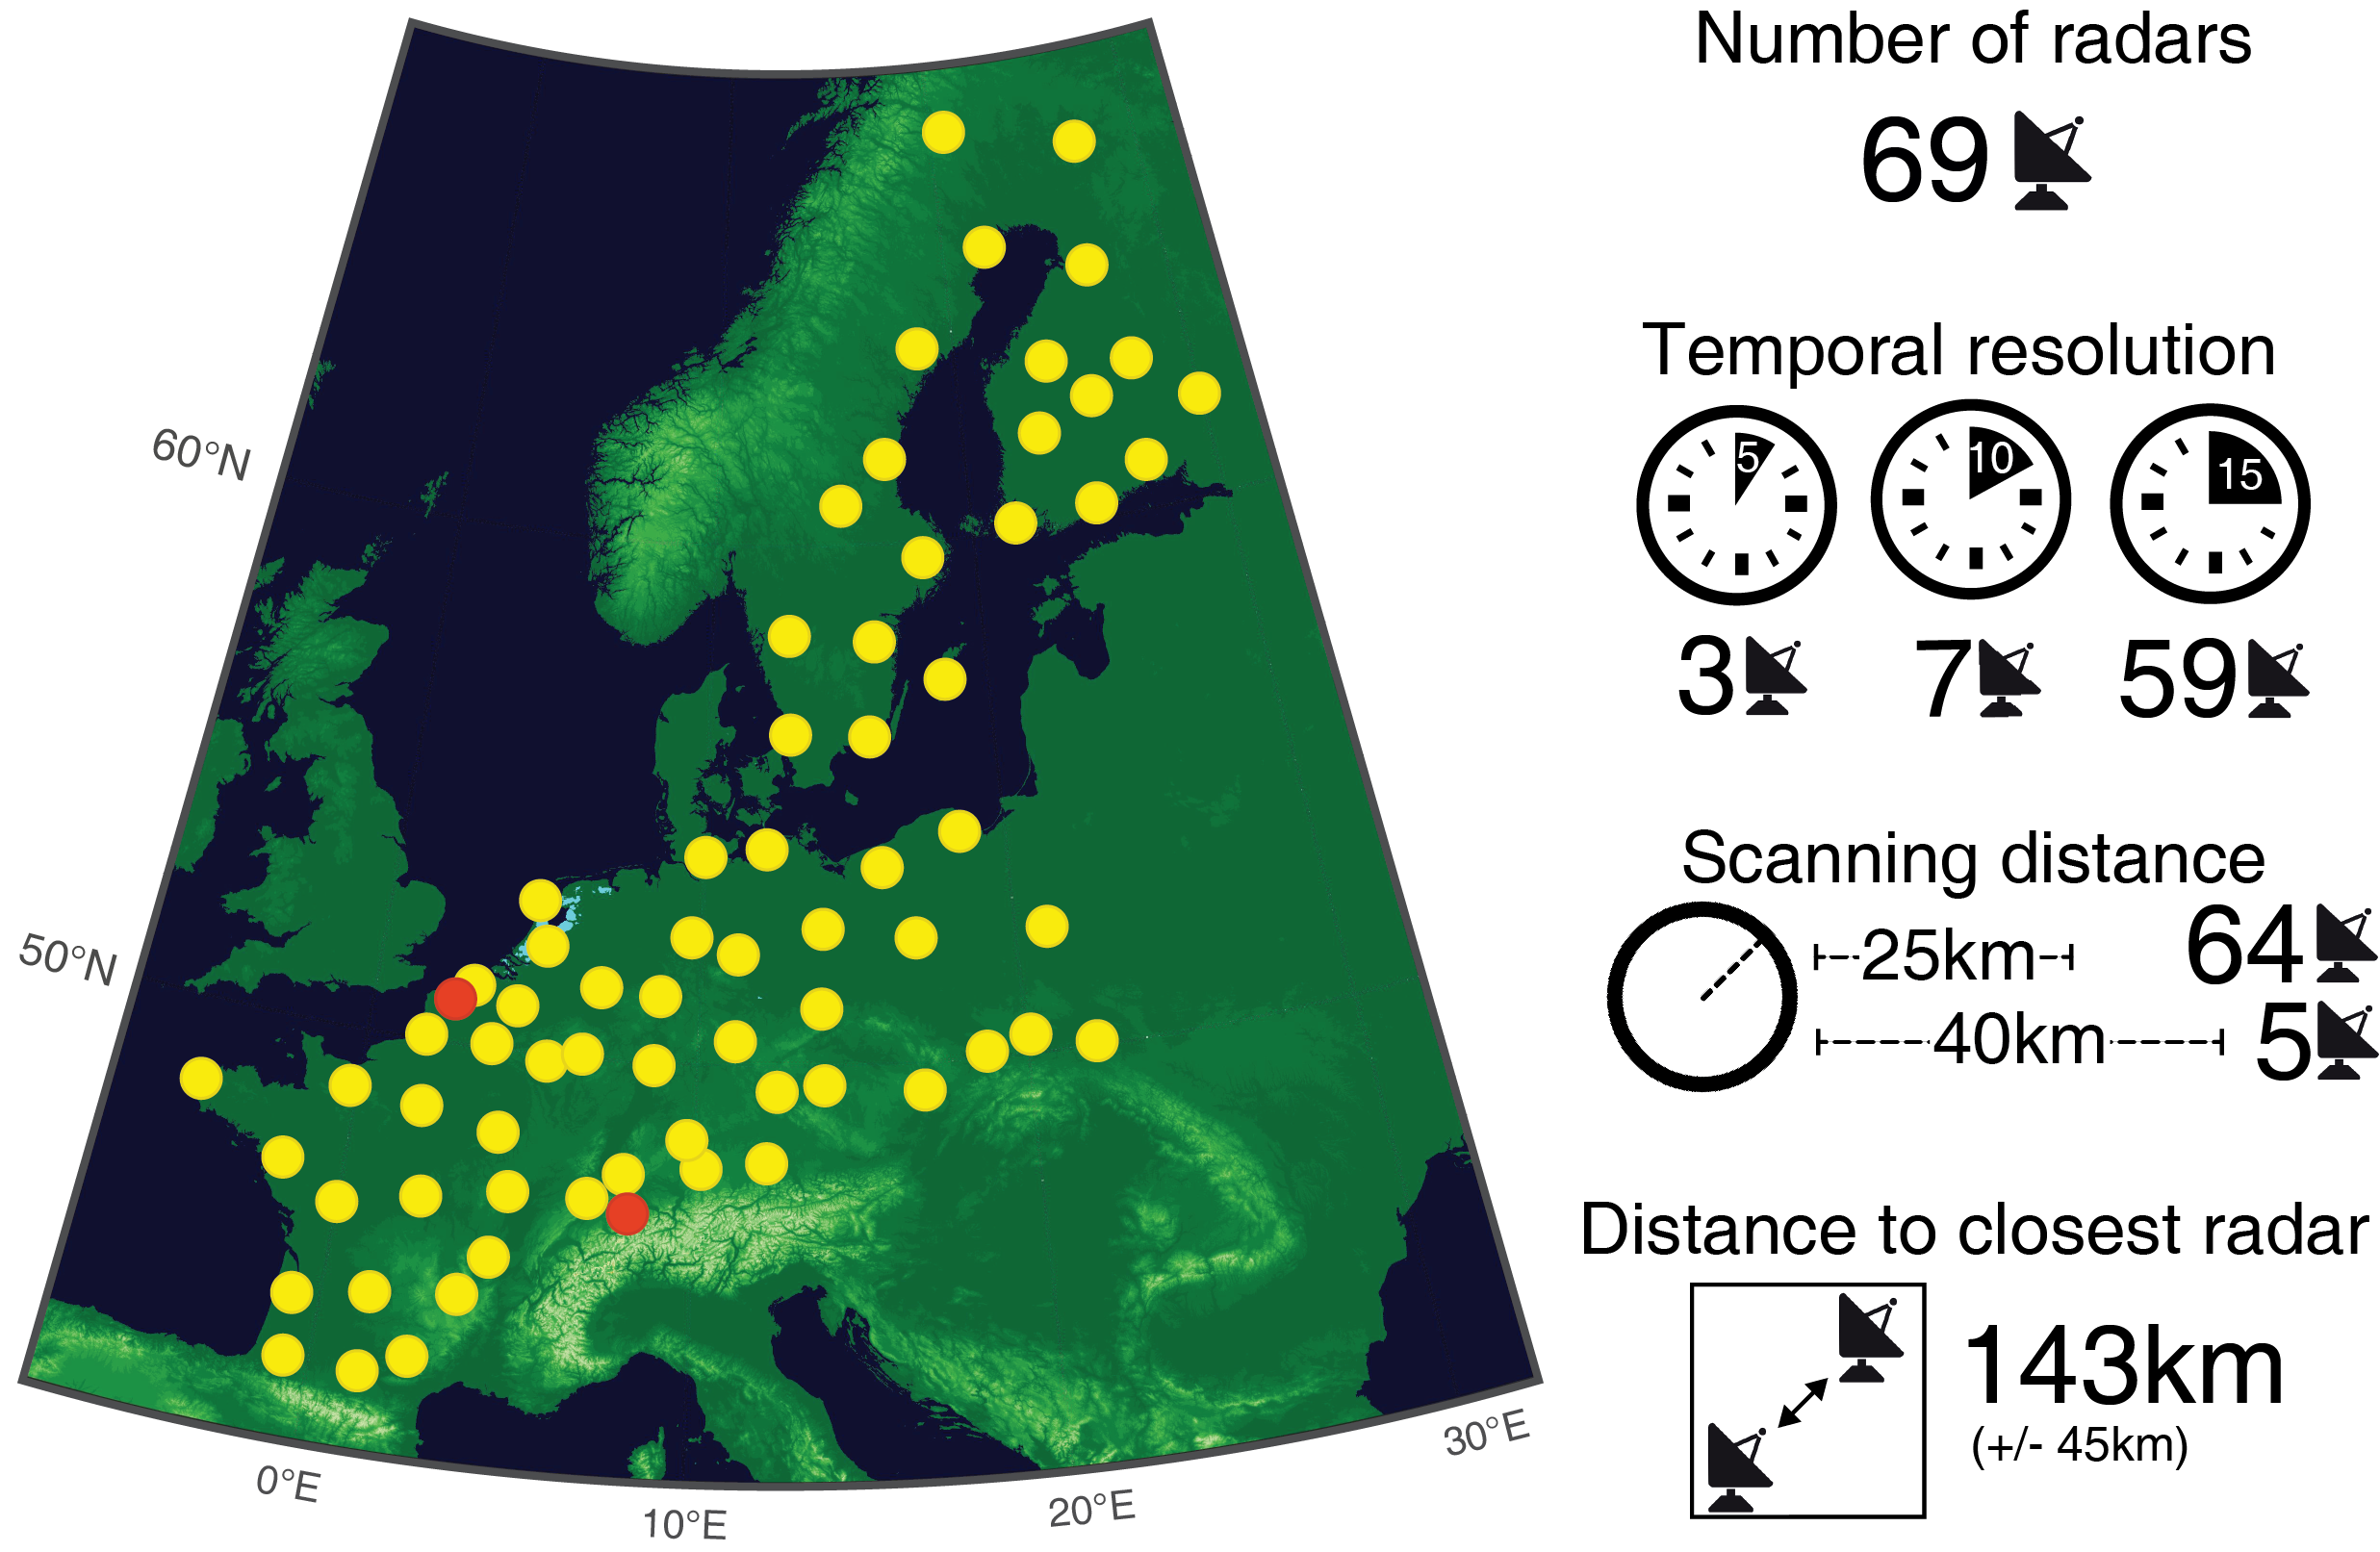 Number of radars
69
Temporal resolution
5 10 15
3 7 59
60°N
Scanning distance
25km 64
40km 5
50°N
Distance to closest radar
143km
(+/- 45km)
0°E
10°E
20°E
30°E